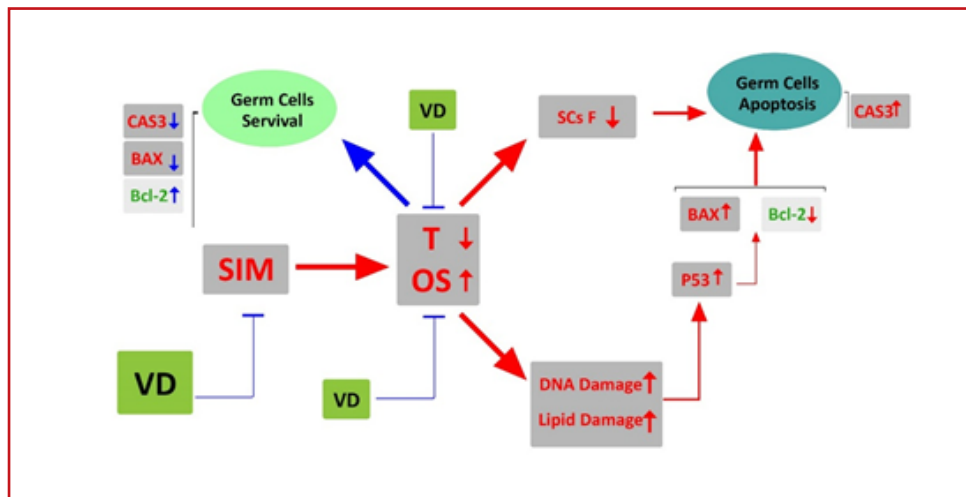 Germ Cells
Servival
CAS3↓
BAX ↓
Bcl-2↑
VD
SCs F ↓
Germ Cells
Apoptosis
CAS3↑
T ↓
OS ↑
SIM
BAX↑
Bcl-2↓
P53↑
VD
VD
DNA Damage↑
Lipid Damage↑